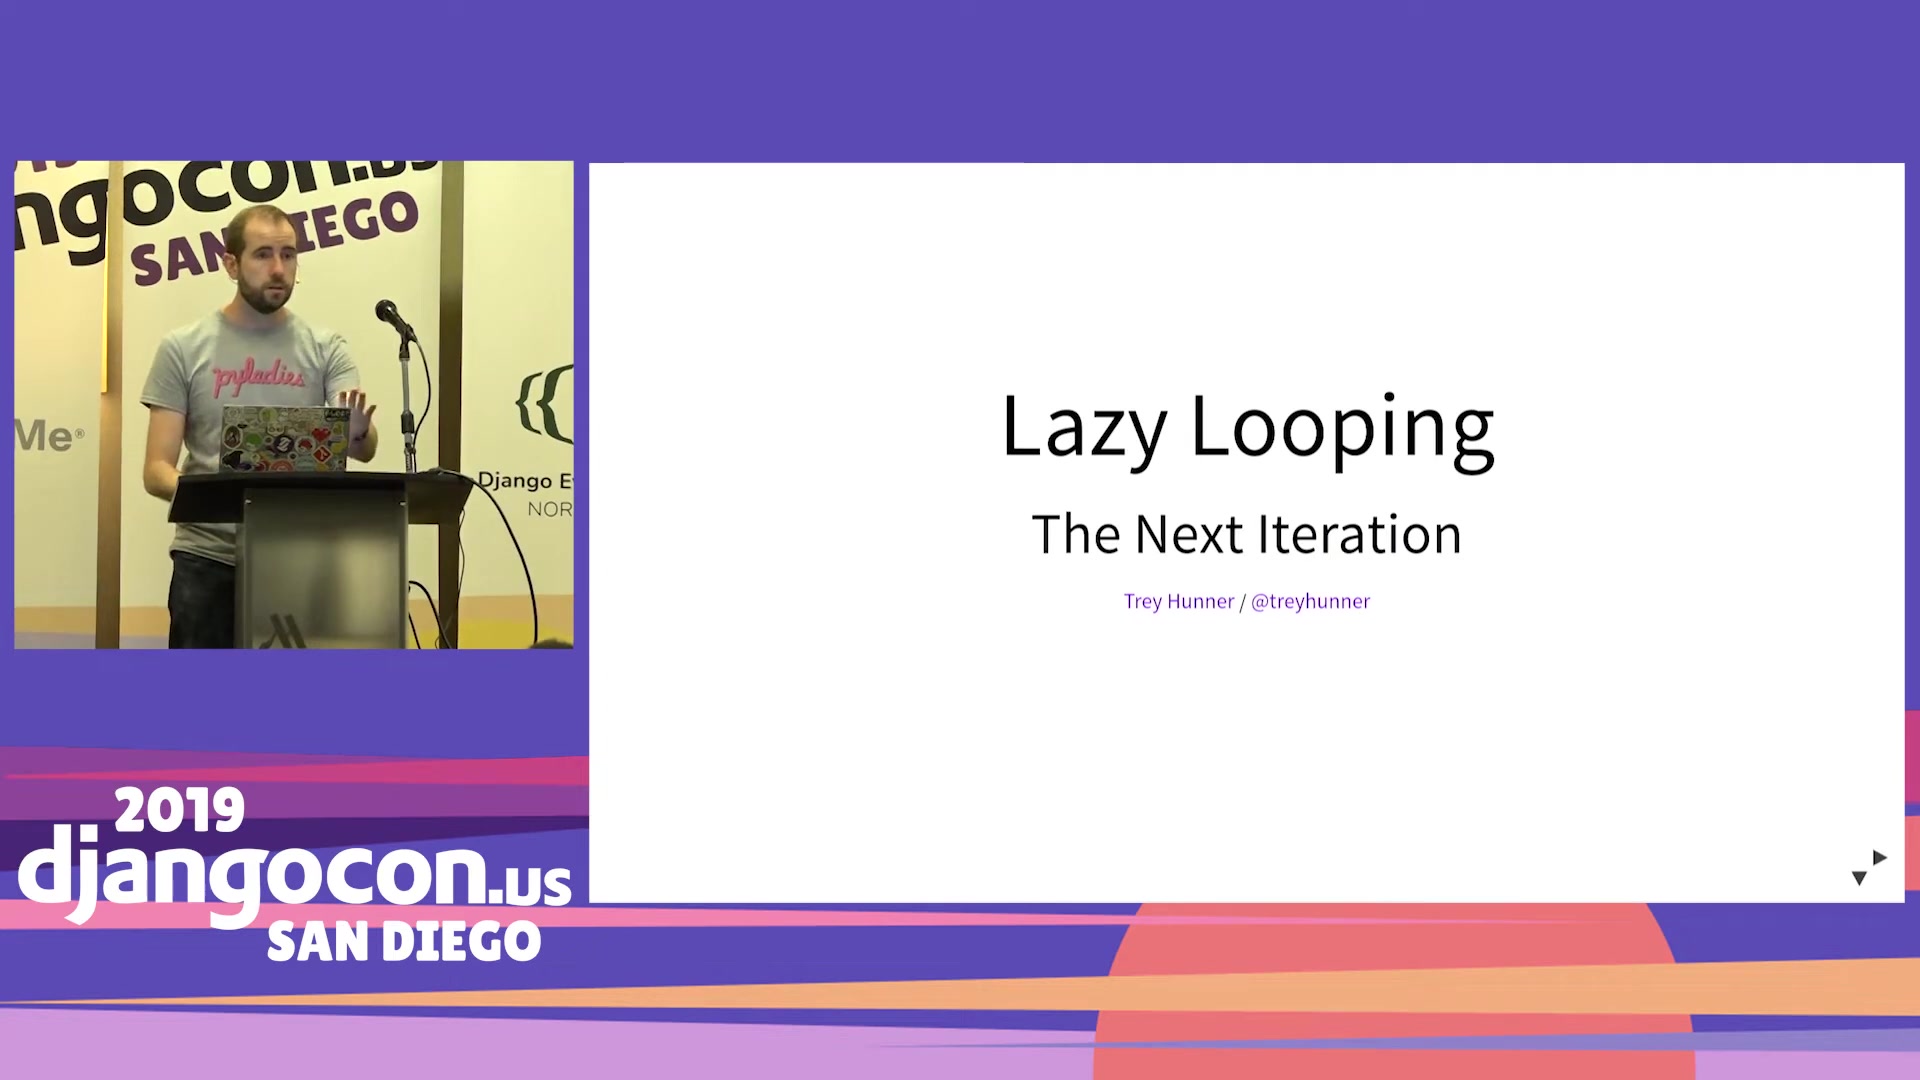 ngocon.us
SAN DIEGO
pyladies
Me®
Django E
NOR
Lazy Looping
The Next Iteration
Trey Hunner / @treyhunner
2019
djangocon.us
SAN DIEGO